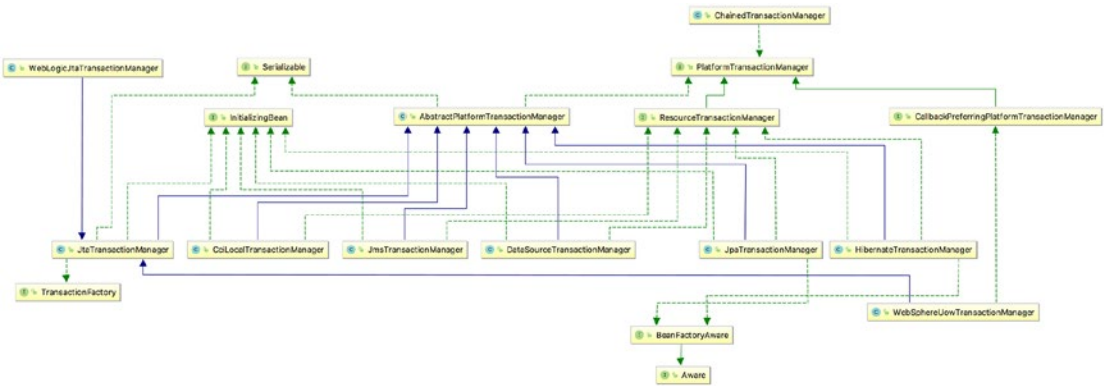 ChainedTransactionManager
WebLogicJtaTransactionManager
Serializable
PlatformTransactionManager
InitializingBean
AbstractPlatformTransactionManager
ResourceTransactionManager
CallbackPreferringPlatformTransactionManager
JtaTransactionManager
CciLocalTransactionManager
JmsTransactionManager
DataSourceTransactionManager
JpaTransactionManager
HibernateTransactionManager
TransactionFactory
WebSphereUowTransactionManager
BeanFactoryAware
Aware